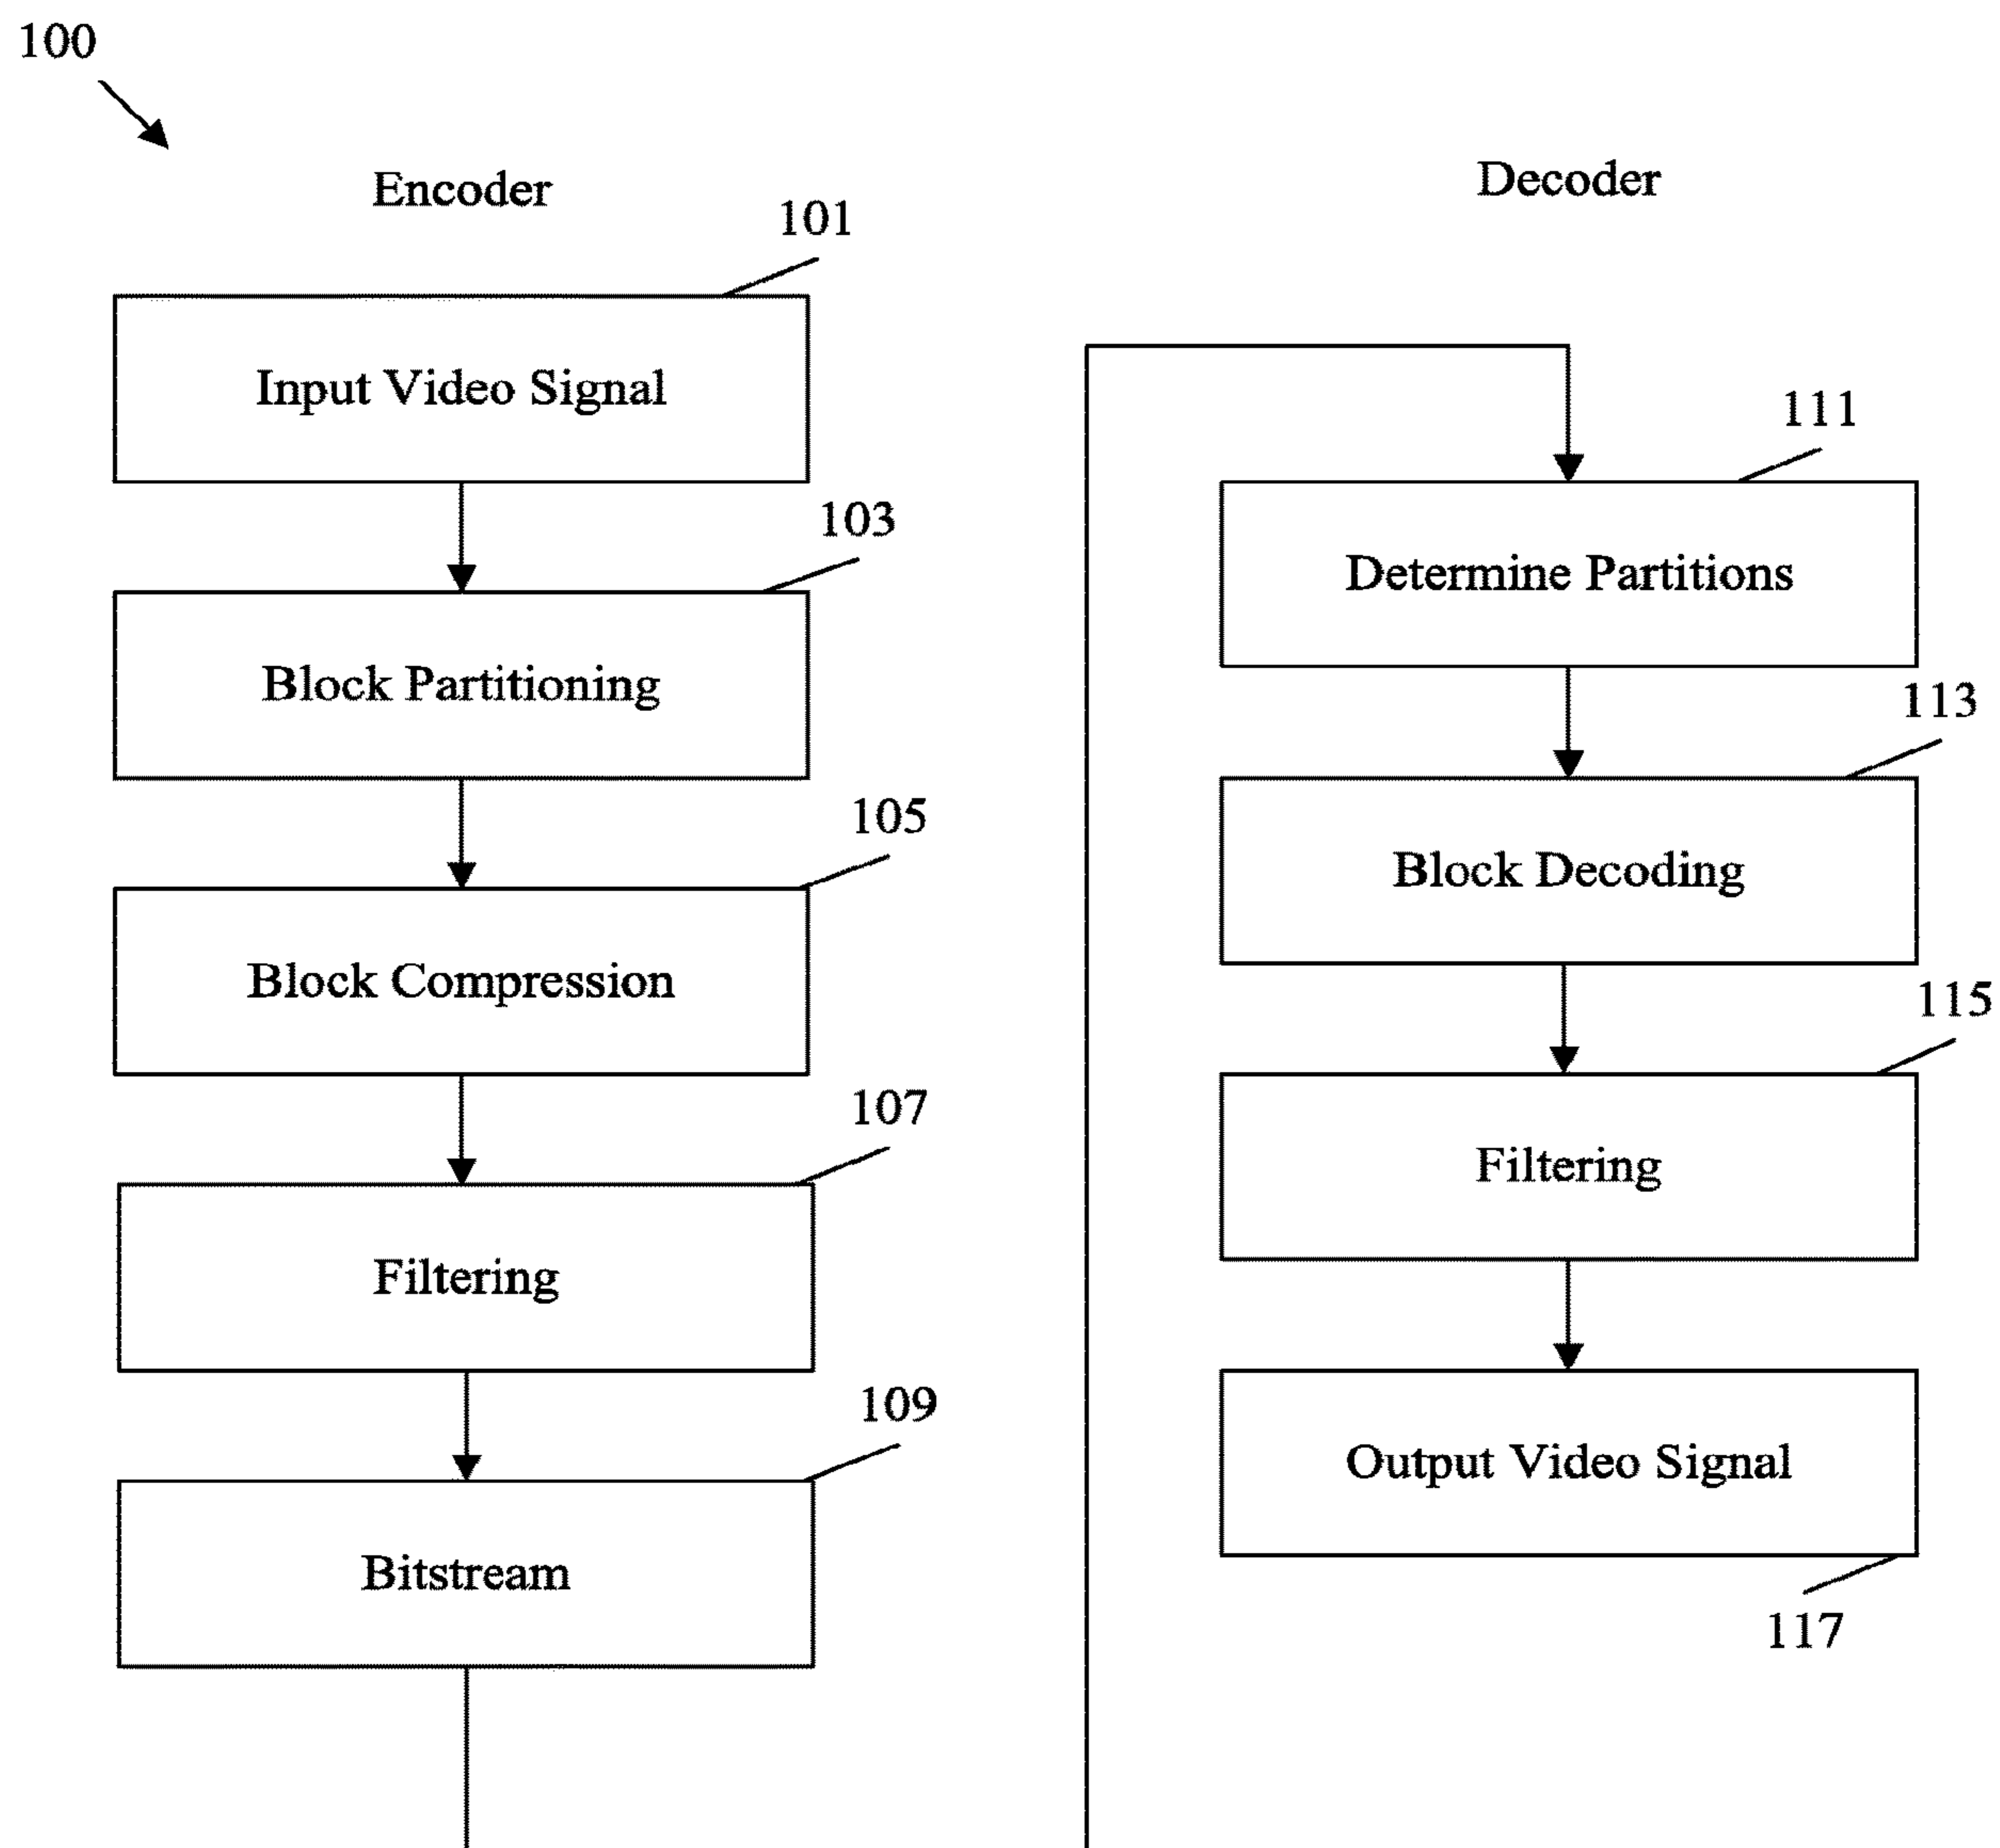 100
Encoder
101
Input Video Signal
103
Block Partitioning
105
Block Compression
107
Filtering
109
Bitstream
Decoder
111
Determine Partitions
113
Block Decoding
115
Filtering
Output Video Signal
117